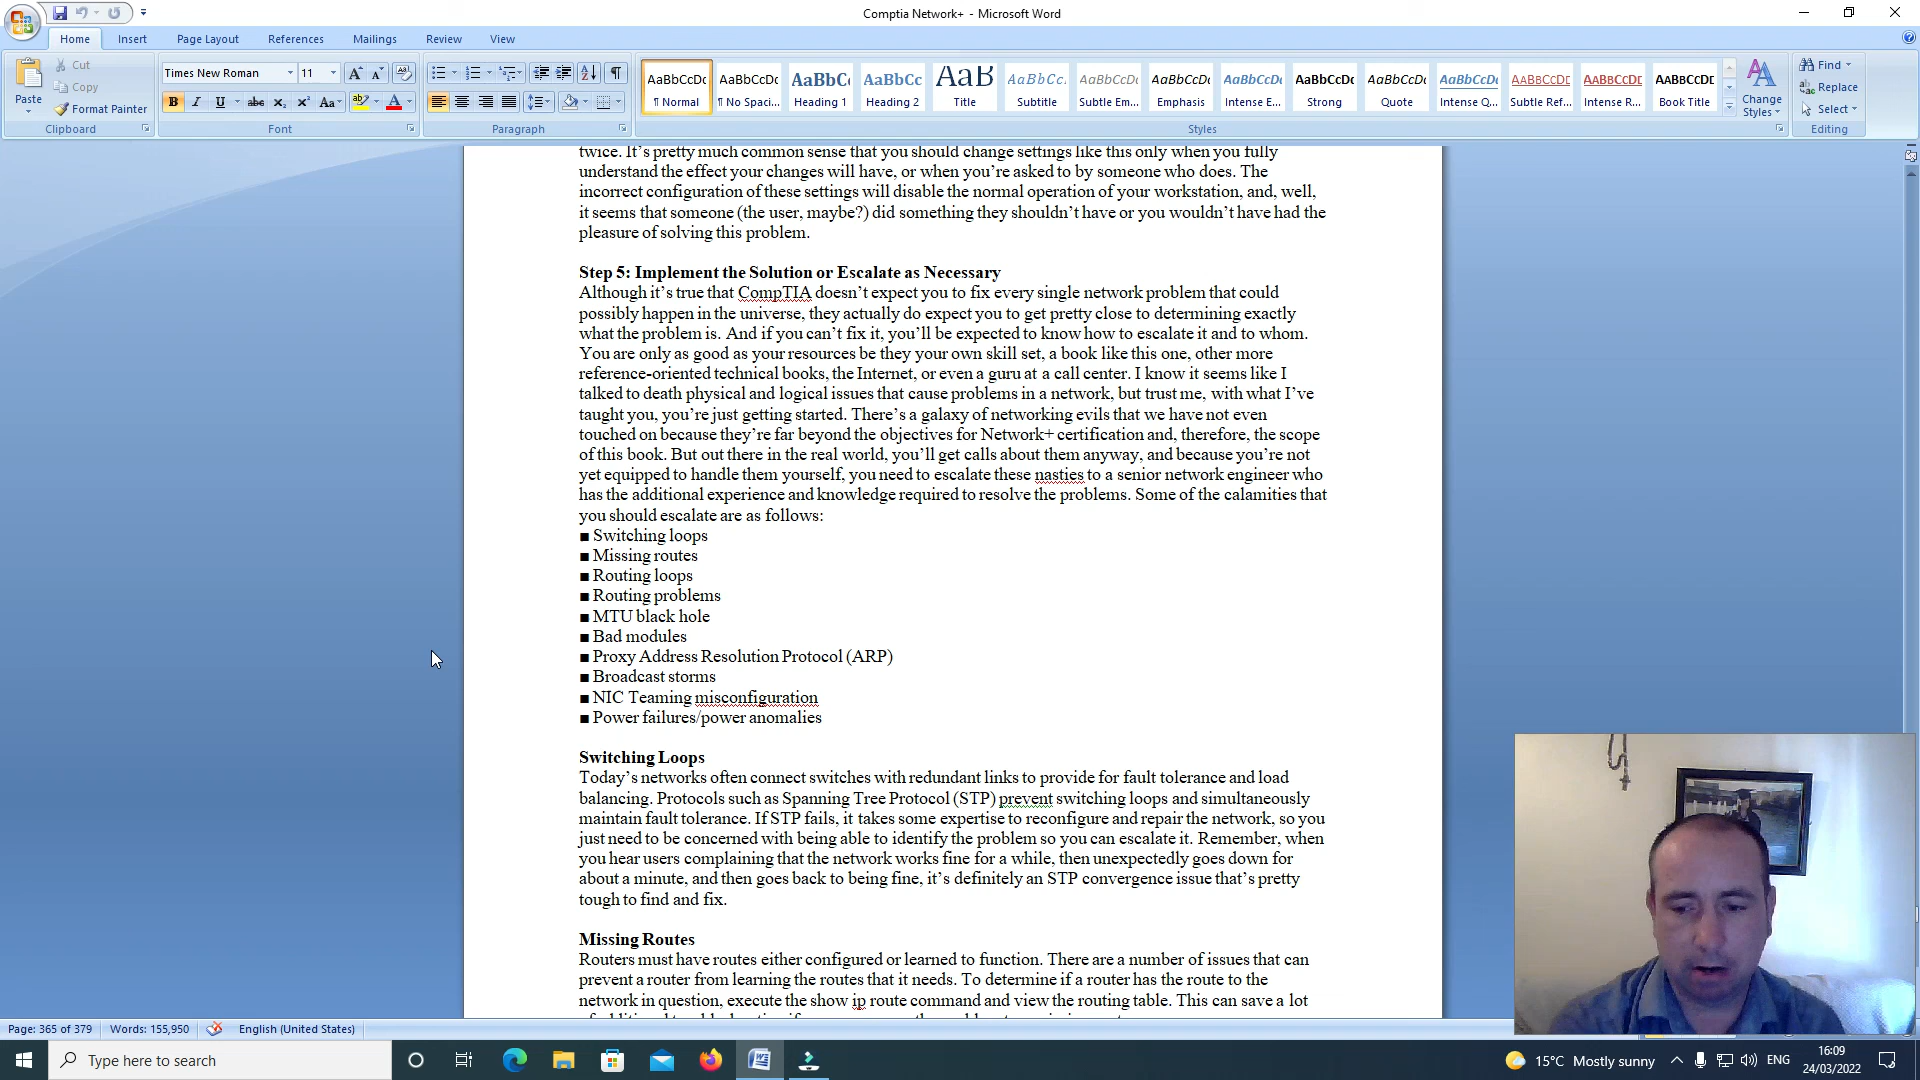 Comptia Network+ - Microsoft Word
Home Insert Page Layout References Mailings Review View
Paste Cut Copy Format Painter Clipboard
Times New Roman 11 Font
Paragraph
AaBbCcDc ¶ Normal
AaBbCcDc ¶ No Spaci...
AaBbC Heading 1
AaBbCc Heading 2
AaB Title
AaBbCc. Subtitle
AaBbCcDc Subtle Em...
AaBbCcDc Emphasis
AaBbCcDc Intense E...
AaBbCcDc Strong
AaBbCcDc Quote
AaBbCcDc Intense Q...
AABBCCDE Subtle Ref...
AABBCCDE Intense R...
AABBCCDE Book Title
Change Styles
Styles
Find Replace Select Editing
twice. It’s pretty much common sense that you should change settings like this only when you fully
understand the effect your changes will have, or when you’re asked to by someone who does. The
incorrect configuration of these settings will disable the normal operation of your workstation, and, well,
it seems that someone (the user, maybe?) did something they shouldn’t have or you wouldn’t have had the
pleasure of solving this problem.
Step 5: Implement the Solution or Escalate as Necessary
Although it’s true that CompTIA doesn’t expect you to fix every single network problem that could
possibly happen in the universe, they actually do expect you to get pretty close to determining exactly
what the problem is. And if you can’t fix it, you’ll be expected to know how to escalate it and to whom.
You are only as good as your resources be they your own skill set, a book like this one, other more
reference-oriented technical books, the Internet, or even a guru at a call center. I know it seems like I
talked to death physical and logical issues that cause problems in a network, but trust me, with what I’ve
taught you, you’re just getting started. There’s a galaxy of networking evils that we have not even
touched on because they’re far beyond the objectives for Network+ certification and, therefore, the scope
of this book. But out there in the real world, you’ll get calls about them anyway, and because you’re not
yet equipped to handle them yourself, you need to escalate these nasties to a senior network engineer who
has the additional experience and knowledge required to resolve the problems. Some of the calamities that
you should escalate are as follows:
■ Switching loops
■ Missing routes
■ Routing loops
■ Routing problems
■ MTU black hole
■ Bad modules
■ Proxy Address Resolution Protocol (ARP)
■ Broadcast storms
■ NIC Teaming misconfiguration
■ Power failures/power anomalies
Switching Loops
Today’s networks often connect switches with redundant links to provide for fault tolerance and load
balancing. Protocols such as Spanning Tree Protocol (STP) prevent switching loops and simultaneously
maintain fault tolerance. If STP fails, it takes some expertise to reconfigure and repair the network, so you
just need to be concerned with being able to identify the problem so you can escalate it. Remember, when
you hear users complaining that the network works fine for a while, then unexpectedly goes down for
about a minute, and then goes back to being fine, it’s definitely an STP convergence issue that’s pretty
tough to find and fix.
Missing Routes
Routers must have routes either configured or learned to function. There are a number of issues that can
prevent a router from learning the routes that it needs. To determine if a router has the route to the
network in question, execute the show ip route command and view the routing table. This can save a lot
Page: 365 of 379 Words: 155,950 English (United States)
Type here to search
15°C Mostly sunny ENG
16:09
24/03/2022